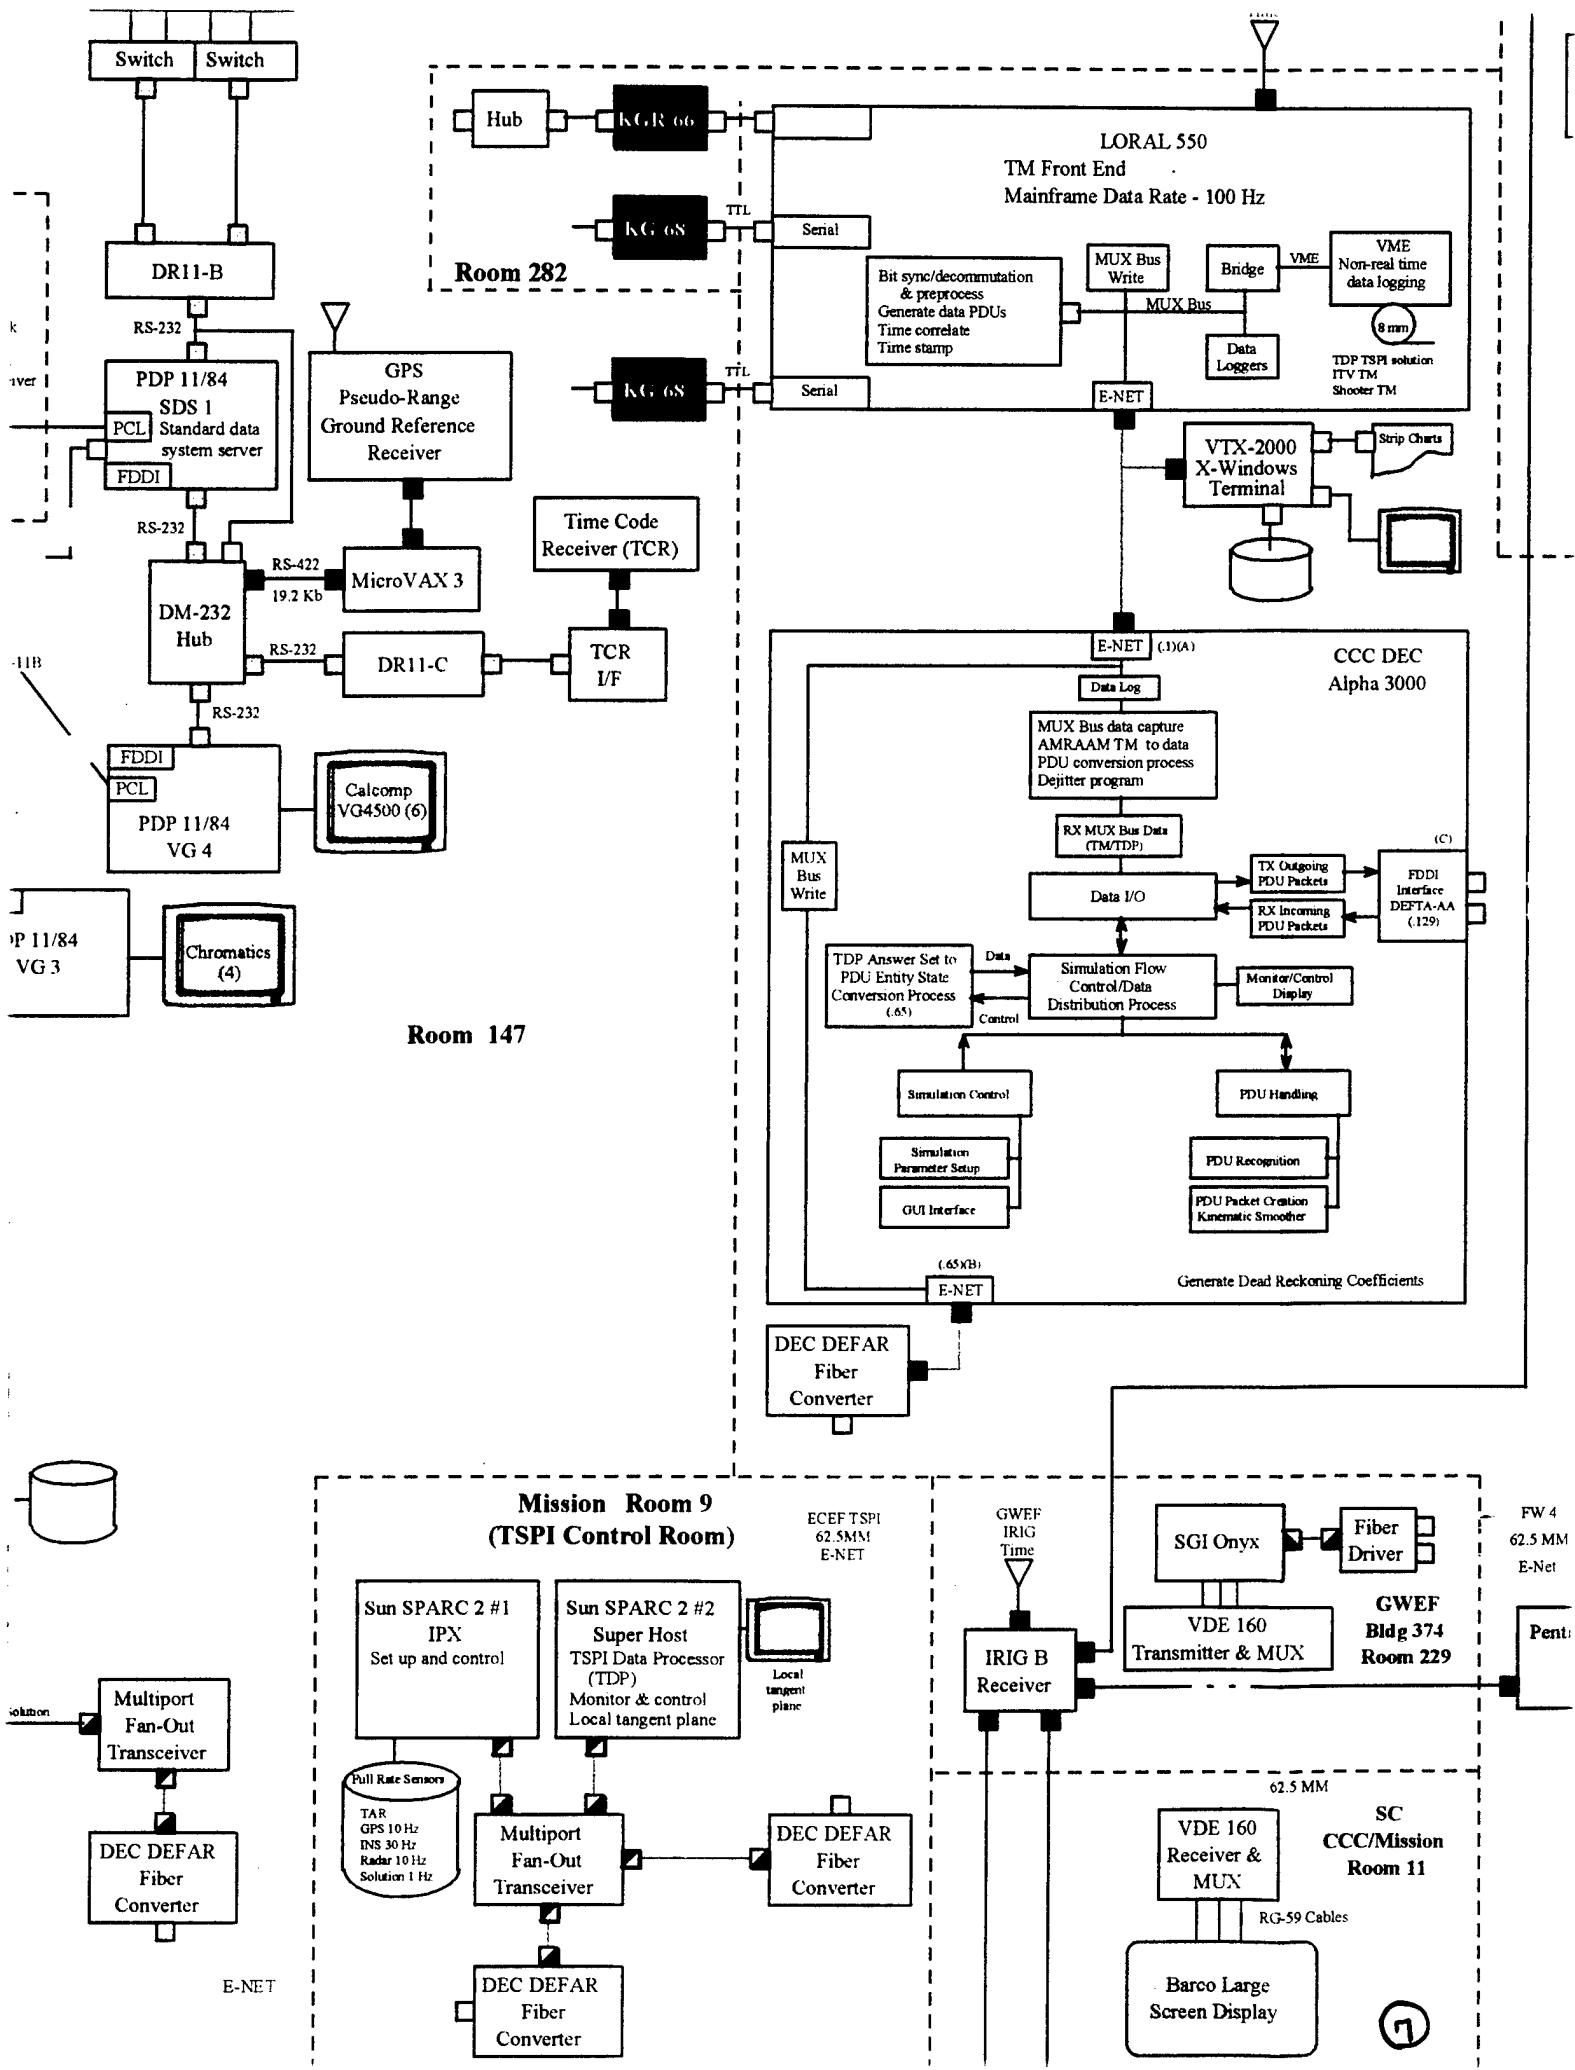 Switch
Switch
DR11-B
RS-232
PDP 11/84
SDS 1
Standard data
system server
PCL
FDDI
RS-232
DM-232
Hub
RS-422
19.2 Kb
MicroVAX 3
GPS
Pseudo-Range
Ground Reference
Receiver
Time Code
Receiver (TCR)
RS-232
DR11-C
TCR
I/F
-11B
RS-232
FDDI
PCL
PDP 11/84
VG 4
Calcomp
VG4500 (6)
11/84
VG 3
Chromatics
(4)
Room 147
Hub
KGR 66
KG 68
TTL
Room 282
KG 68
TTL
LORAL 550
TM Front End
Mainframe Data Rate - 100 Hz
Serial
Serial
Bit sync/decommutation
& preprocess
Generate data PDUs
Time correlate
Time stamp
MUX Bus
Write
MUX Bus
Bridge
VME
VME
Non-real time
data logging
8 mm
Data
Loggers
TDP TSPI solution
ITV TM
Shooter TM
E-NET
VTX-2000
X-Windows
Terminal
Strip Charts
E-NET
(.1)(A)
CCC DEC
Alpha 3000
Data Log
MUX Bus data capture
AMRAAM TM to data
PDU conversion process
Dejitter program
RX MUX Bus Data
(TM/TDP)
MUX
Bus
Write
Data I/O
TX Outgoing
PDU Packets
RX Incoming
PDU Packets
(C)
FDDI
Interface
DEFTA-AA
(.129)
TDP Answer Set to
PDU Entity State
Conversion Process
(.65)
Data
Control
Simulation Flow
Control/Data
Distribution Process
Monitor/Control
Display
Simulation Control
PDU Handling
Simulation
Parameter Setup
GUI Interface
PDU Recognition
PDU Packet Creation
Kinematic Smoother
(.65)(B)
E-NET
Generate Dead Reckoning Coefficients
DEC DEFAR
Fiber
Converter
Mission Room 9
(TSPI Control Room)
ECEF TSPI
62.5MM
E-NET
Sun SPARC 2 #1
IPX
Set up and control
Sun SPARC 2 #2
Super Host
TSPI Data Processor
(TDP)
Monitor & control
Local tangent plane
Local
tangent
plane
Full Rate Sensors
TAR
GPS 10 Hz
INS 30 Hz
Radar 10 Hz
Solution 1 Hz
Multiport
Fan-Out
Transceiver
DEC DEFAR
Fiber
Converter
DEC DEFAR
Fiber
Converter
Multiport
Fan-Out
Transceiver
DEC DEFAR
Fiber
Converter
E-NET
GWEF
IRIG
Time
IRIG B
Receiver
SGI Onyx
Fiber
Driver
VDE 160
Transmitter & MUX
GWEF
Bldg 374
Room 229
FW 4
62.5 MM
E-Net
62.5 MM
VDE 160
Receiver &
MUX
SC
CCC/Mission
Room 11
RG-59 Cables
Barco Large
Screen Display
7